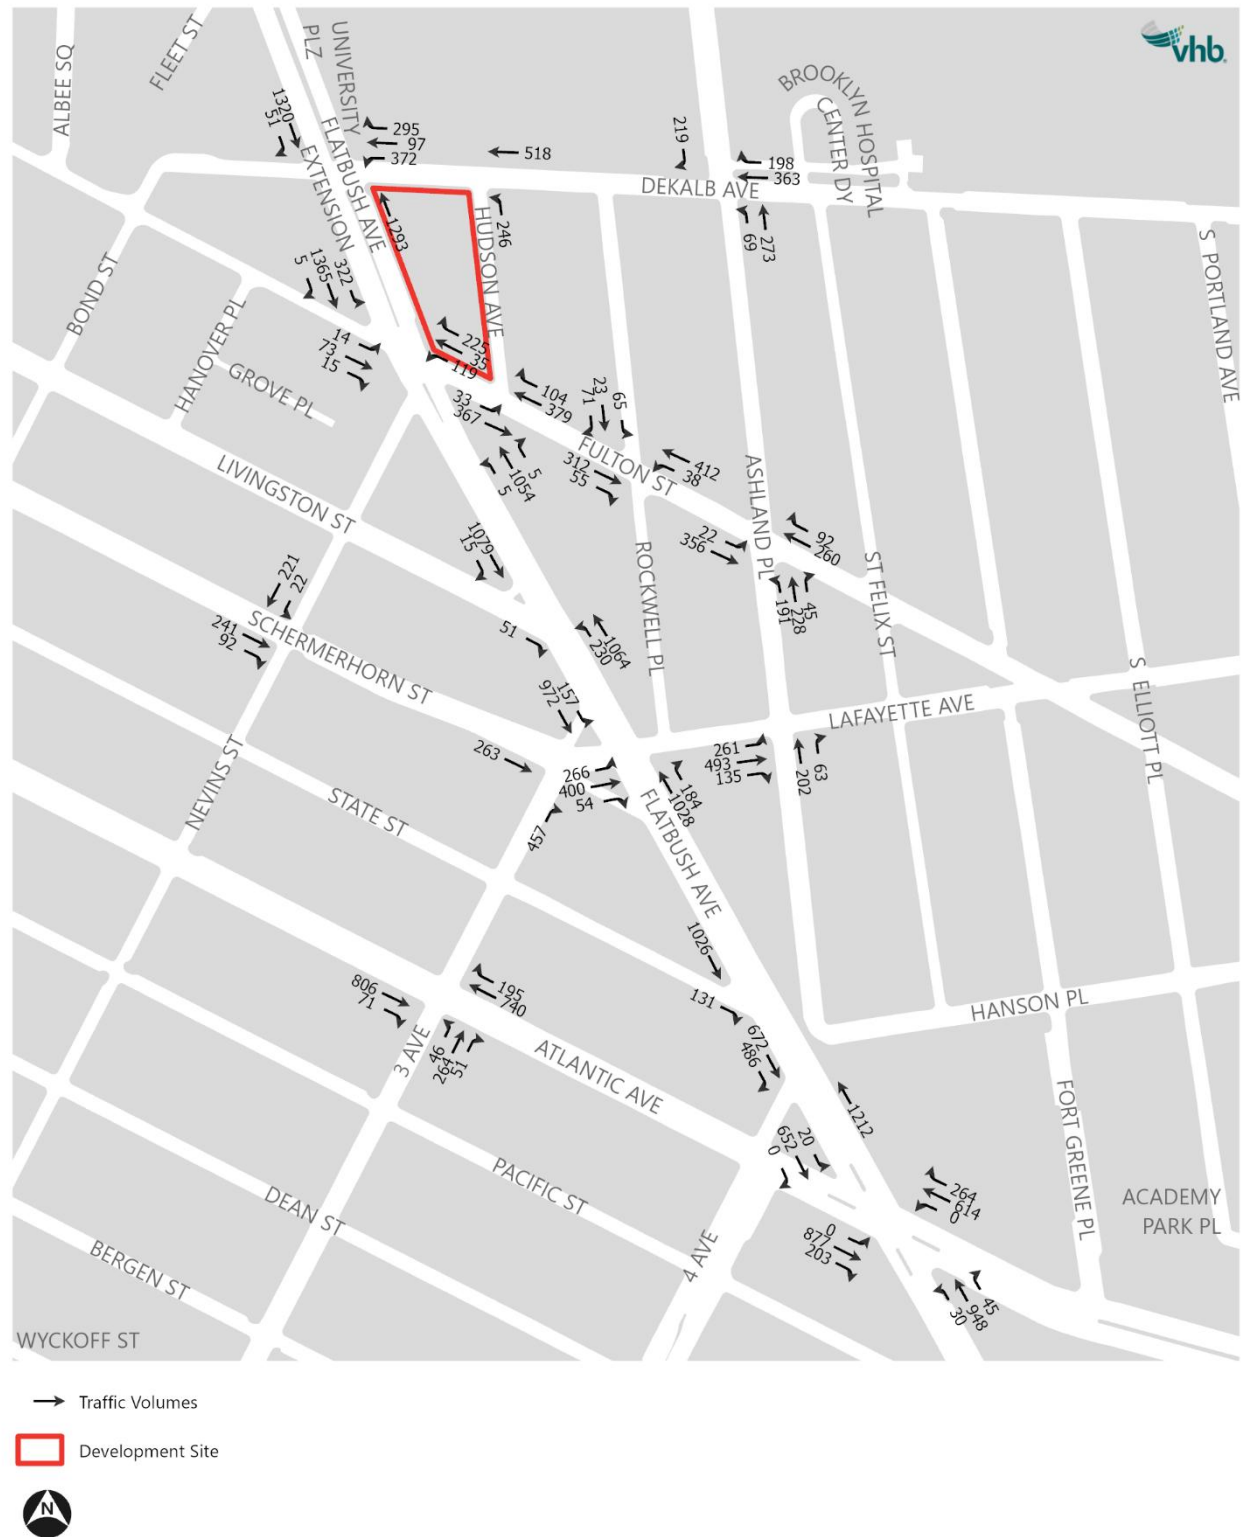 vhb.
ALBEE SQ
FLEET ST
UNIVERSITY
PLZ
FLATBUSH AVE
EXTENSION
BROOKLYN HOSPITAL
CENTER DY
1320
51
295
97
372
518
219
198
363
DEKALB AVE
69
273
246
HUDSON AVE
1293
S PORTLAND AVE
BOND ST
HANOVER PL
GROVE PL
5
1365
322
14
73
15
225
35
119
33
367
104
379
71
23
65
FULTON ST
312
55
412
38
5
1054
5
ASHLAND PL
22
356
92
260
191
228
45
ST FELIX ST
ROCKWELL PL
LIVINGSTON ST
1079
15
221
22
241
92
SCHERMERHORN ST
51
1064
230
972
157
263
266
400
54
457
LAFAYETTE AVE
261
493
135
202
63
184
1028
S ELLIOTT PL
NEVINS ST
STATE ST
FLATBUSH AVE
1026
131
HANSON PL
806
71
195
740
3 AVE
46
264
51
ATLANTIC AVE
672
486
1212
0
652
20
FORT GREENE PL
264
614
0
0
877
203
30
948
45
ACADEMY
PARK PL
PACIFIC ST
DEAN ST
BERGEN ST
4 AVE
WYCKOFF ST
Traffic Volumes
Development Site
N